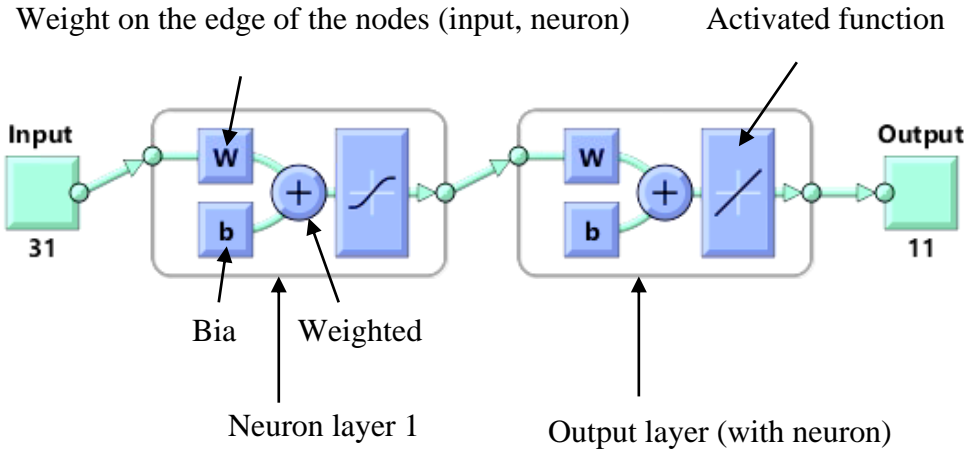 Weight on the edge of the nodes (input, neuron)
Activated function
Input
Output
W
W
b
b
31
11
Bia
Weighted
Neuron layer 1
Output layer (with neuron)